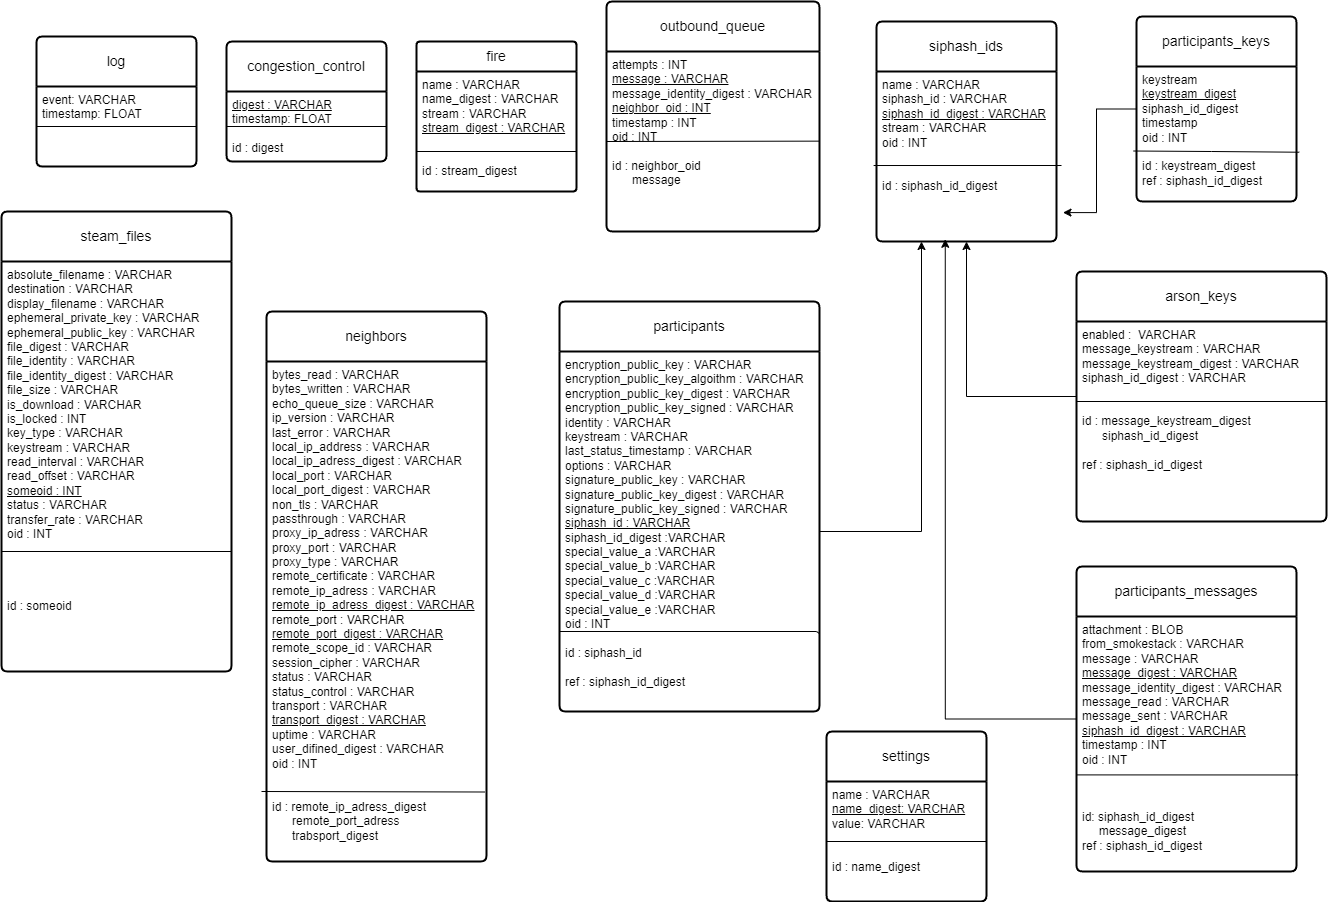 log
event: VARCHAR
timestamp: FLOAT
congestion_control
digest : VARCHAR
timestamp: FLOAT
id : digest
fire
name : VARCHAR
name_digest : VARCHAR
stream : VARCHAR
stream_digest : VARCHAR
id : stream_digest
outbound_queue
attempts : INT
message : VARCHAR
message_identity_digest : VARCHAR
neighbor_oid : INT
timestamp : INT
oid : INT
id : neighbor_oid
message
siphash_ids
name : VARCHAR
siphash_id : VARCHAR
siphash_id_digest : VARCHAR
stream : VARCHAR
oid : INT
id : siphash_id_digest
participants_keys
keystream
keystream_digest
siphash_id_digest
timestamp
oid : INT
id : keystream_digest
ref : siphash_id_digest
steam_files
absolute_filename : VARCHAR
destination : VARCHAR
display_filename : VARCHAR
ephemeral_private_key : VARCHAR
ephemeral_public_key : VARCHAR
file_digest : VARCHAR
file_identity : VARCHAR
file_identity_digest : VARCHAR
file_size : VARCHAR
is_download : VARCHAR
is_locked : INT
key_type : VARCHAR
keystream : VARCHAR
read_interval : VARCHAR
read_offset : VARCHAR
someoid : INT
status : VARCHAR
transfer_rate : VARCHAR
oid : INT
id : someoid
neighbors
bytes_read : VARCHAR
bytes_written : VARCHAR
echo_queue_size : VARCHAR
ip_version : VARCHAR
last_error : VARCHAR
local_ip_address : VARCHAR
local_ip_adress_digest : VARCHAR
local_port : VARCHAR
local_port_digest : VARCHAR
non_tls : VARCHAR
passthrough : VARCHAR
proxy_ip_adress : VARCHAR
proxy_port : VARCHAR
proxy_type : VARCHAR
remote_certificate : VARCHAR
remote_ip_adress : VARCHAR
remote_ip_adress_digest : VARCHAR
remote_port : VARCHAR
remote_port_digest : VARCHAR
remote_scope_id : VARCHAR
session_cipher : VARCHAR
status : VARCHAR
status_control : VARCHAR
transport : VARCHAR
transport_digest : VARCHAR
uptime : VARCHAR
user_difined_digest : VARCHAR
oid : INT
id : remote_ip_adress_digest
remote_port_adress
trabsport_digest
participants
encryption_public_key : VARCHAR
encryption_public_key_algoithm : VARCHAR
encryption_public_key_digest : VARCHAR
encryption_public_key_signed : VARCHAR
identity : VARCHAR
keystream : VARCHAR
last_status_timestamp : VARCHAR
options : VARCHAR
signature_public_key : VARCHAR
signature_public_key_digest : VARCHAR
signature_public_key_signed : VARCHAR
siphash_id : VARCHAR
siphash_id_digest :VARCHAR
special_value_a :VARCHAR
special_value_b :VARCHAR
special_value_c :VARCHAR
special_value_d :VARCHAR
special_value_e :VARCHAR
oid : INT
id : siphash_id
ref : siphash_id_digest
arson_keys
enabled : VARCHAR
message_keystream : VARCHAR
message_keystream_digest : VARCHAR
siphash_id_digest : VARCHAR
id : message_keystream_digest
siphash_id_digest
ref : siphash_id_digest
participants_messages
attachment : BLOB
from_smokestack : VARCHAR
message : VARCHAR
message_digest : VARCHAR
message_identity_digest : VARCHAR
message_read : VARCHAR
message_sent : VARCHAR
siphash_id_digest : VARCHAR
timestamp : INT
oid : INT
id: siphash_id_digest
message_digest
ref : siphash_id_digest
settings
name : VARCHAR
name_digest: VARCHAR
value: VARCHAR
id : name_digest